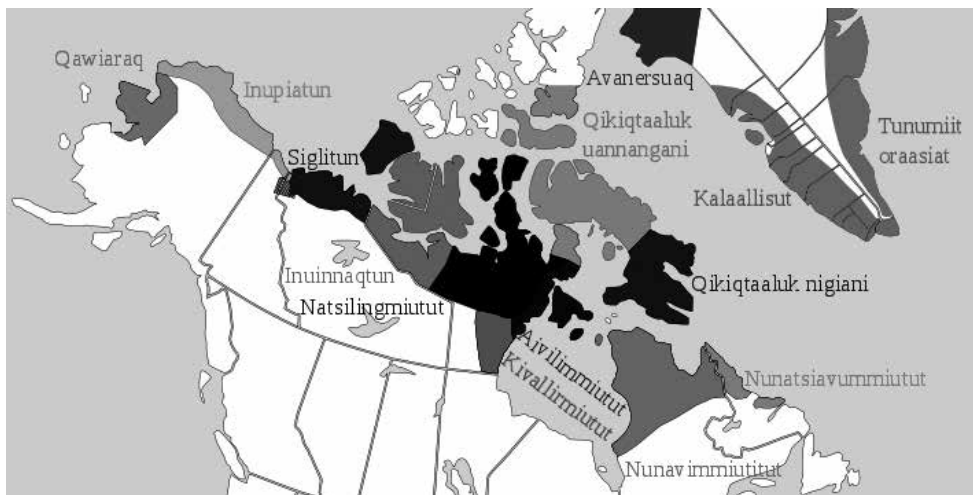 Qawiaraq
Inupiatun
Avanersuaq
Qikiqtaaluk
uannangani
Tunumiit
oraasiat
Siglitun
Kalaallisut
Inuinnaqtun
Natsilingmiutut
Qikiqtaaluk nigiani
Aivilimmiutut
Kivallirmiutut
Nunatsiavummiutut
Nunavimmiutitut